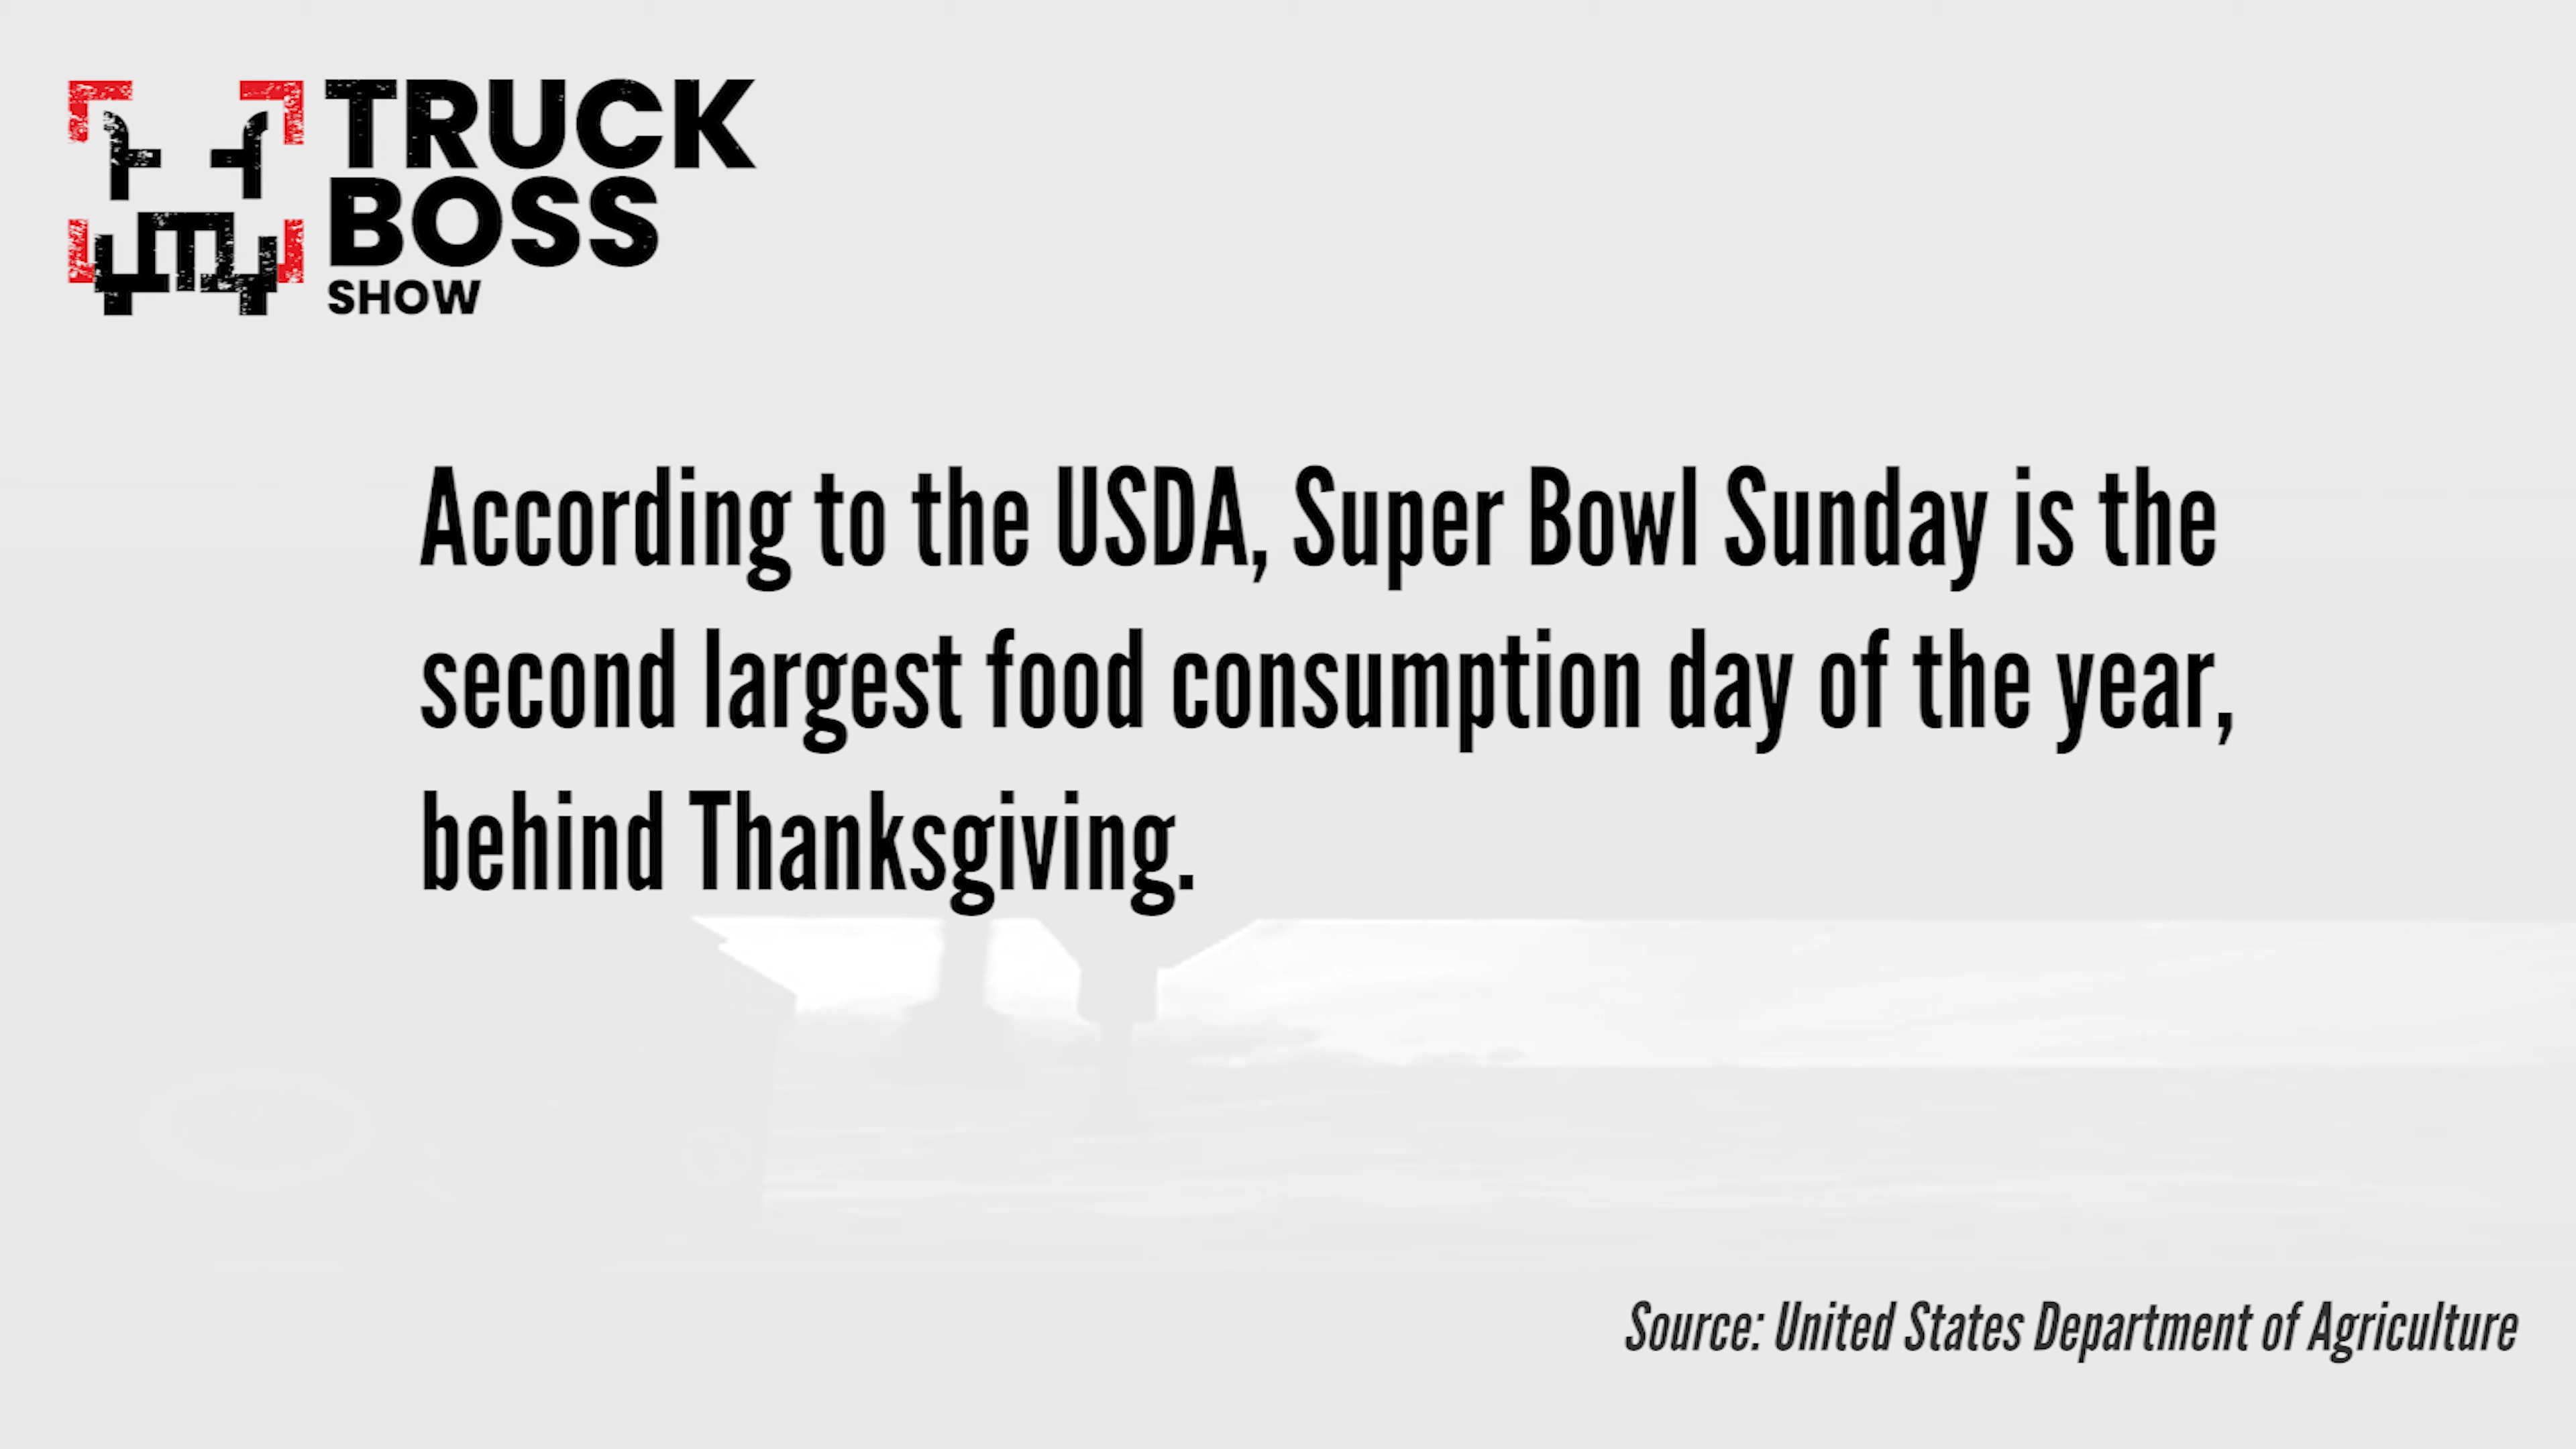 TRUCK
BOSS
SHOW
According to the USDA, Super Bowl Sunday is the
second largest food consumption day of the year,
behind Thanksgiving.
Source: United States Department of Agriculture